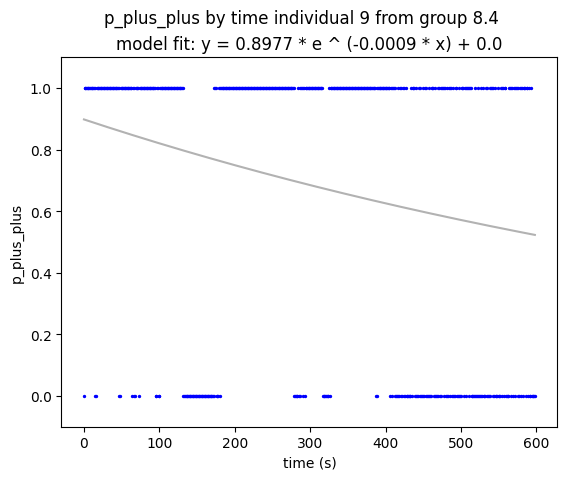 p_plus_plus by time individual 9 from group 8.4
model fit: y = 0.8977 * e ^ (-0.0009 * x) + 0.0
1.0
0.8
0.6
0.4
0.2
0.0
p_plus_plus
0 100 200 300 400 500 600
time (s)